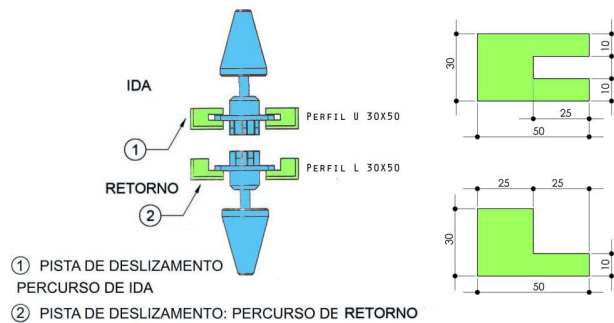 IDA
PERFIL U 30X50
1
PERFIL L 30X50
RETORNO
2
① PISTA DE DESLIZAMENTO
PERCURSO DE IDA
② PISTA DE DESLIZAMENTO: PERCURSO DE RETORNO
30
10
10
25
50
25
25
30
10
50